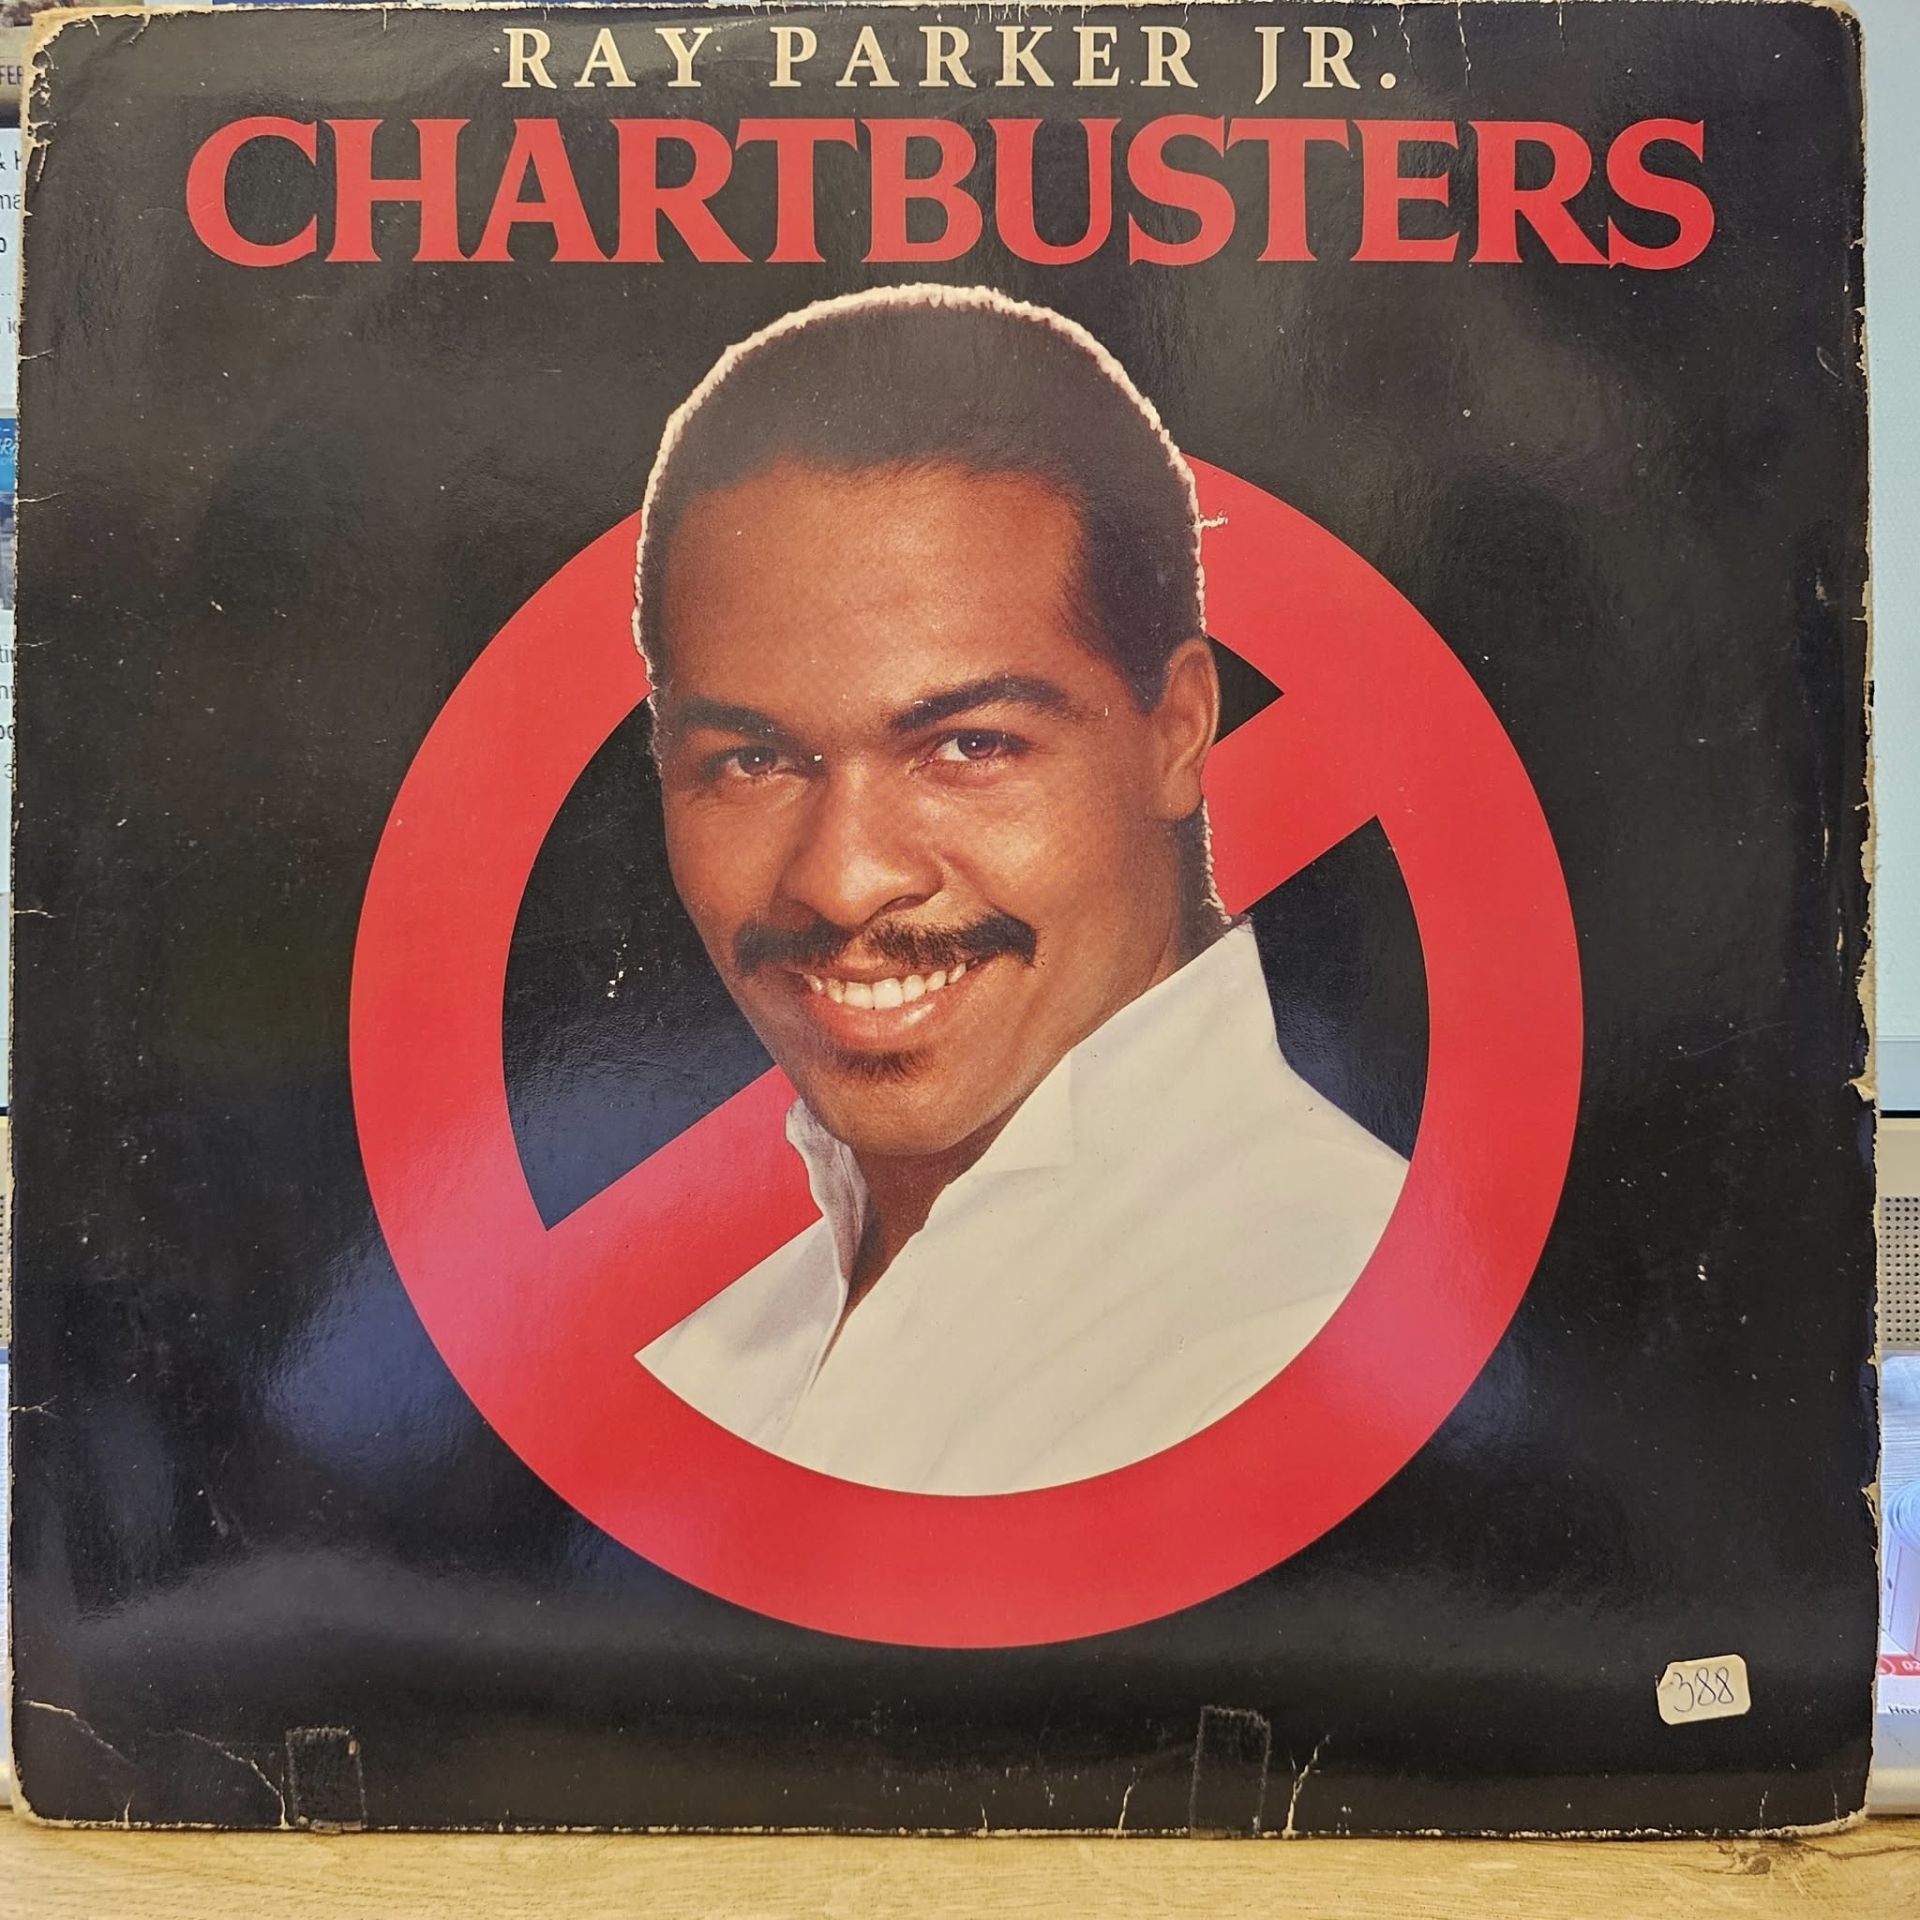 RAY PARKER JR.
CHARTBUSTERS
388